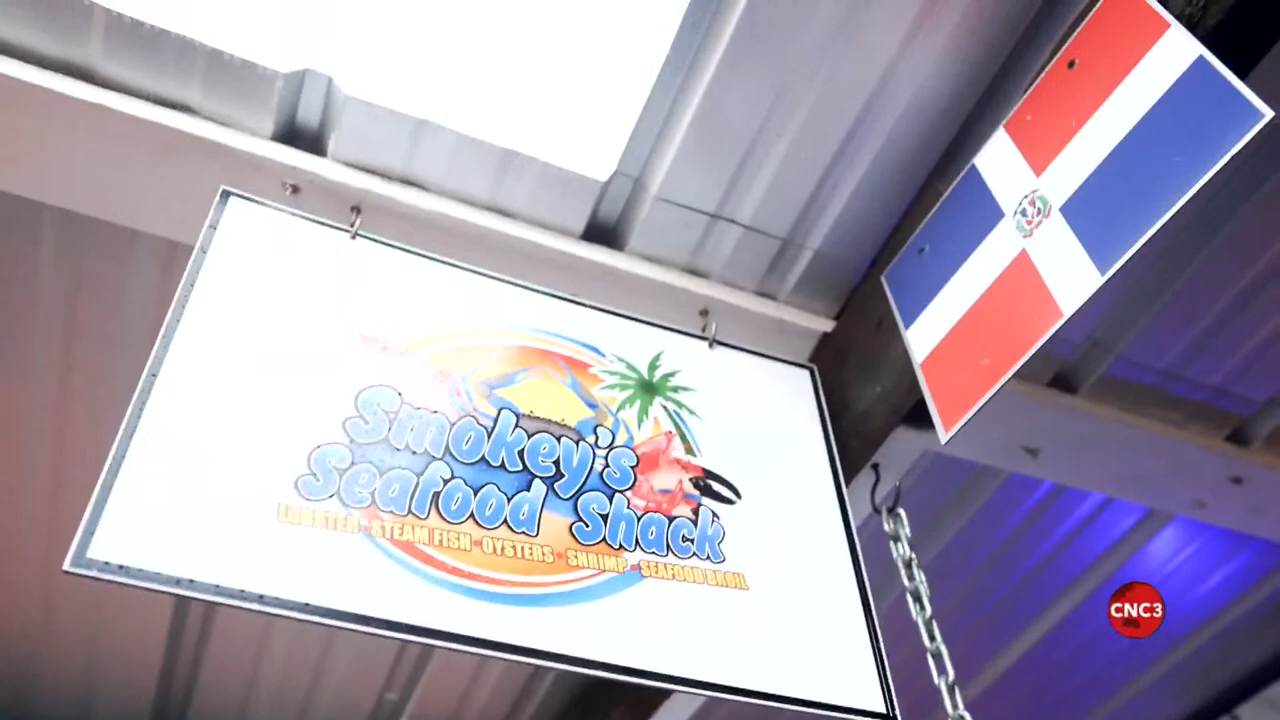 Smokey's
Seafood Shack
LOBSTER • STEAM FISH • OYSTERS • SHRIMP • SEAFOOD BROIL
CNC3